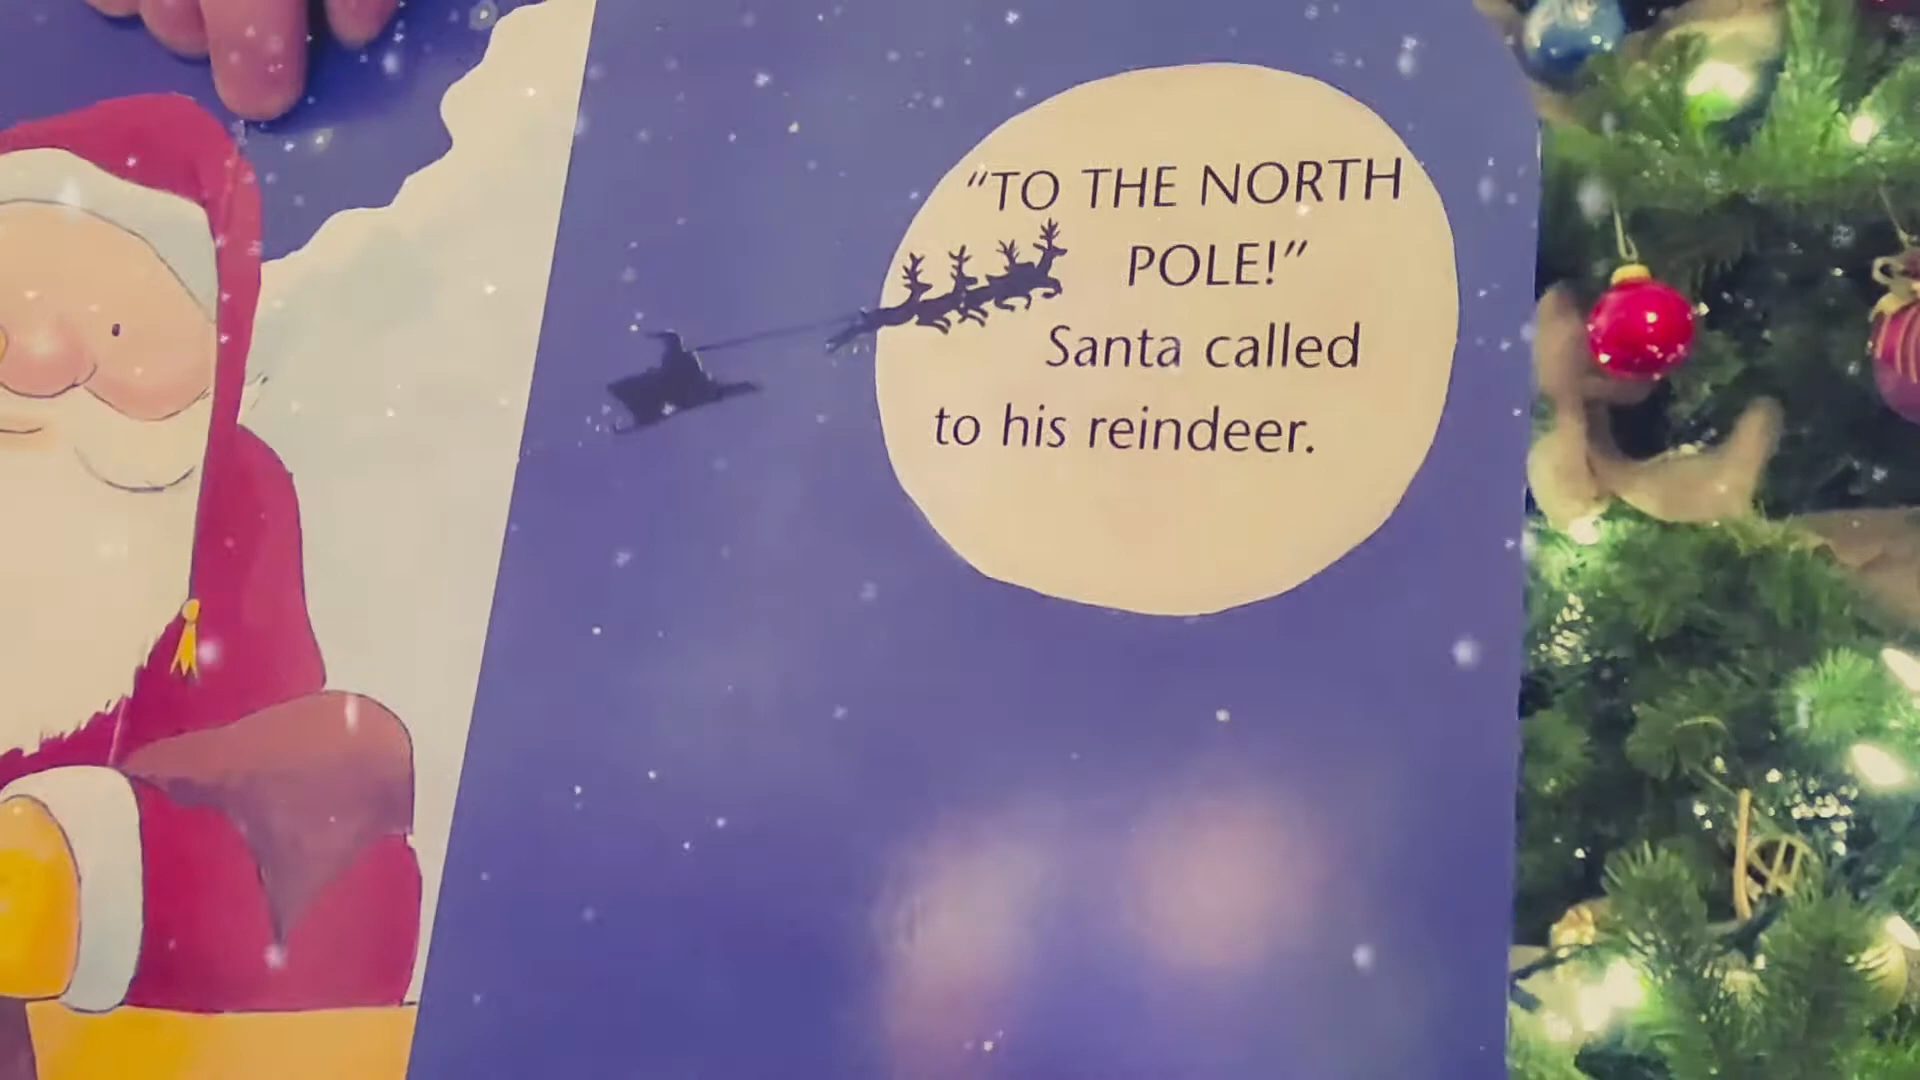 “TO THE NORTH
POLE!”
Santa called
to his reindeer.